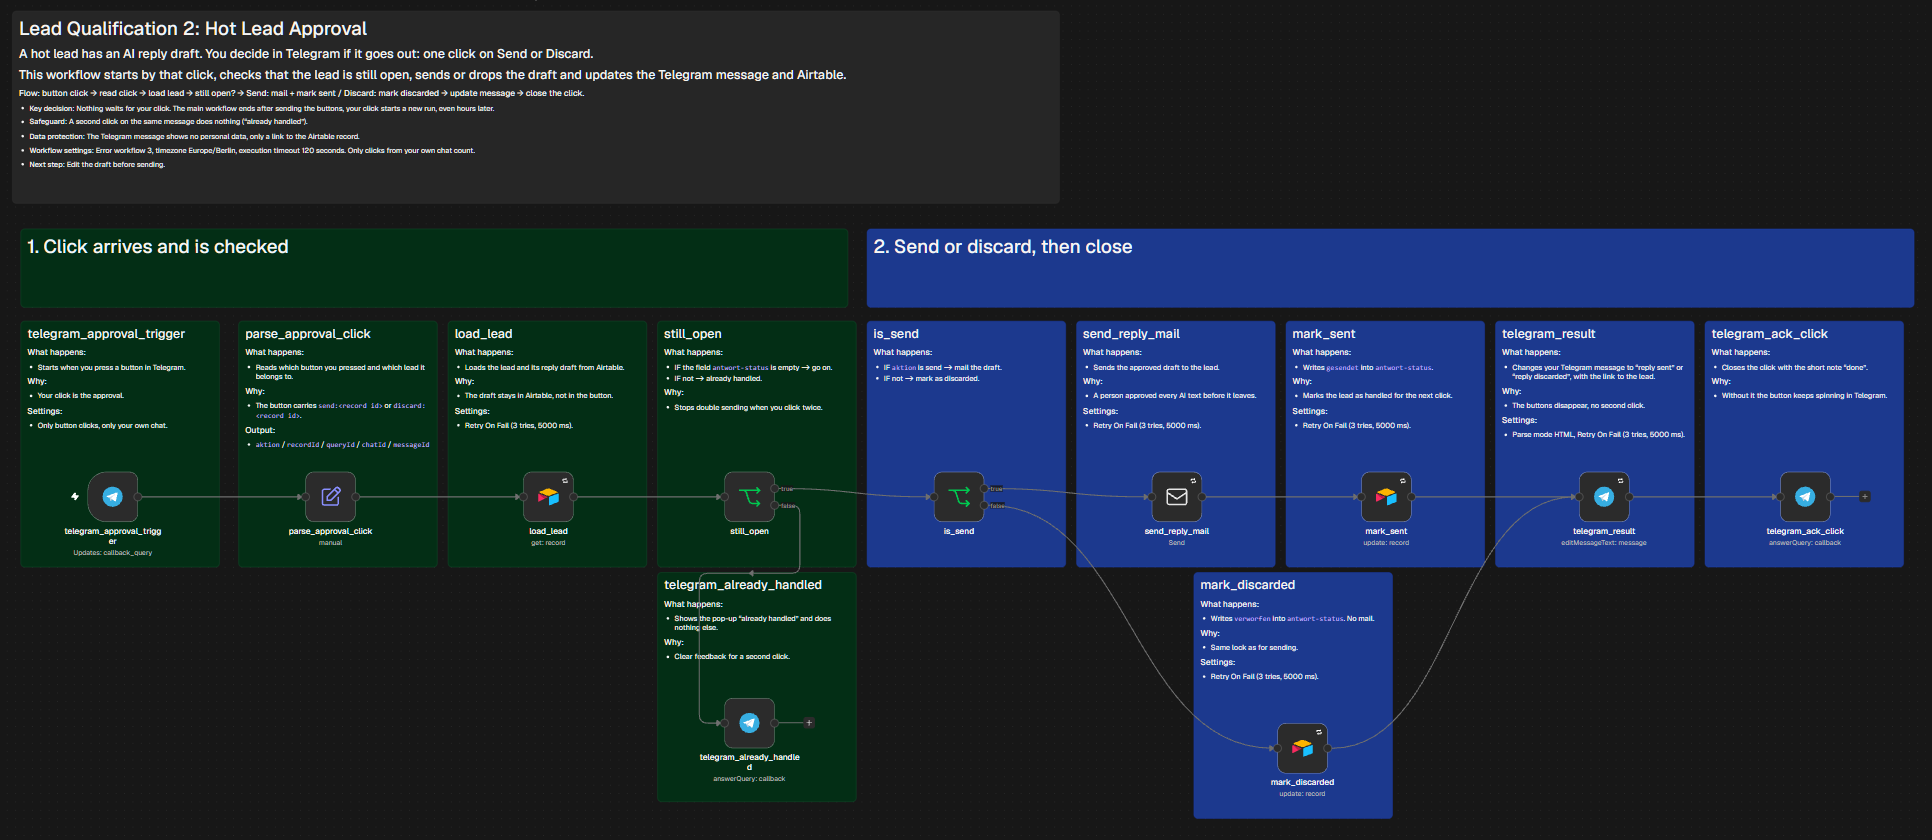 Lead Qualification 2: Hot Lead Approval
A hot lead has an AI reply draft. You decide in Telegram if it goes out: one click on Send or Discard.
This workflow starts by that click, checks that the lead is still open, sends or drops the draft and updates the Telegram message and Airtable.
Flow: button click → read click → load lead → still open? → Send: mail + mark sent / Discard: mark discarded → update message → close the click.
• Key decision: Nothing waits for your click. The main workflow ends after sending the buttons, your click starts a new run, even hours later.
• Safeguard: A second click on the same message does nothing ("already handled").
• Data protection: The Telegram message shows no personal data, only a link to the Airtable record.
• Workflow settings: Error workflow 3, timezone Europe/Berlin, execution timeout 120 seconds. Only clicks from your own chat count.
• Next step: Edit the draft before sending.
1. Click arrives and is checked
2. Send or discard, then close
telegram_approval_trigger
What happens:
• Starts when you press a button in Telegram.
Why:
• Your click is the approval.
Settings:
• Only button clicks, only your own chat.
telegram_approval_trigg
er
Updates: callback_query
parse_approval_click
What happens:
• Reads which button you pressed and which lead it
belongs to.
Why:
• The button carries send:<record id> or discard:
<record id>.
Output:
• aktion / recordId / queryId / chatId / messageId
parse_approval_click
manual
load_lead
What happens:
• Loads the lead and its reply draft from Airtable.
Why:
• The draft stays in Airtable, not in the button.
Settings:
• Retry On Fail (3 tries, 5000 ms).
load_lead
get: record
still_open
What happens:
• IF the field antwort-status is empty → go on.
• IF not → already handled.
Why:
• Stops double sending when you click twice.
true
false
still_open
telegram_already_handled
What happens:
• Shows the pop-up "already handled" and does
nothing else.
Why:
• Clear feedback for a second click.
+
telegram_already_handle
d
answerQuery: callback
is_send
What happens:
• IF aktion is send → mail the draft.
• IF not → mark as discarded.
true
false
is_send
send_reply_mail
What happens:
• Sends the approved draft to the lead.
Why:
• A person approved every AI text before it leaves.
Settings:
• Retry On Fail (3 tries, 5000 ms).
send_reply_mail
Send
mark_sent
What happens:
• Writes gesendet into antwort-status.
Why:
• Marks the lead as handled for the next click.
Settings:
• Retry On Fail (3 tries, 5000 ms).
mark_sent
update: record
mark_discarded
What happens:
• Writes verworfen into antwort-status. No mail.
Why:
• Same lock as for sending.
Settings:
• Retry On Fail (3 tries, 5000 ms).
mark_discarded
update: record
telegram_result
What happens:
• Changes your Telegram message to "reply sent" or
"reply discarded", with the link to the lead.
Why:
• The buttons disappear, no second click.
Settings:
• Parse mode HTML, Retry On Fail (3 tries, 5000 ms).
telegram_result
editMessageText: message
telegram_ack_click
What happens:
• Closes the click with the short note "done".
Why:
• Without it the button keeps spinning in Telegram.
+
telegram_ack_click
answerQuery: callback